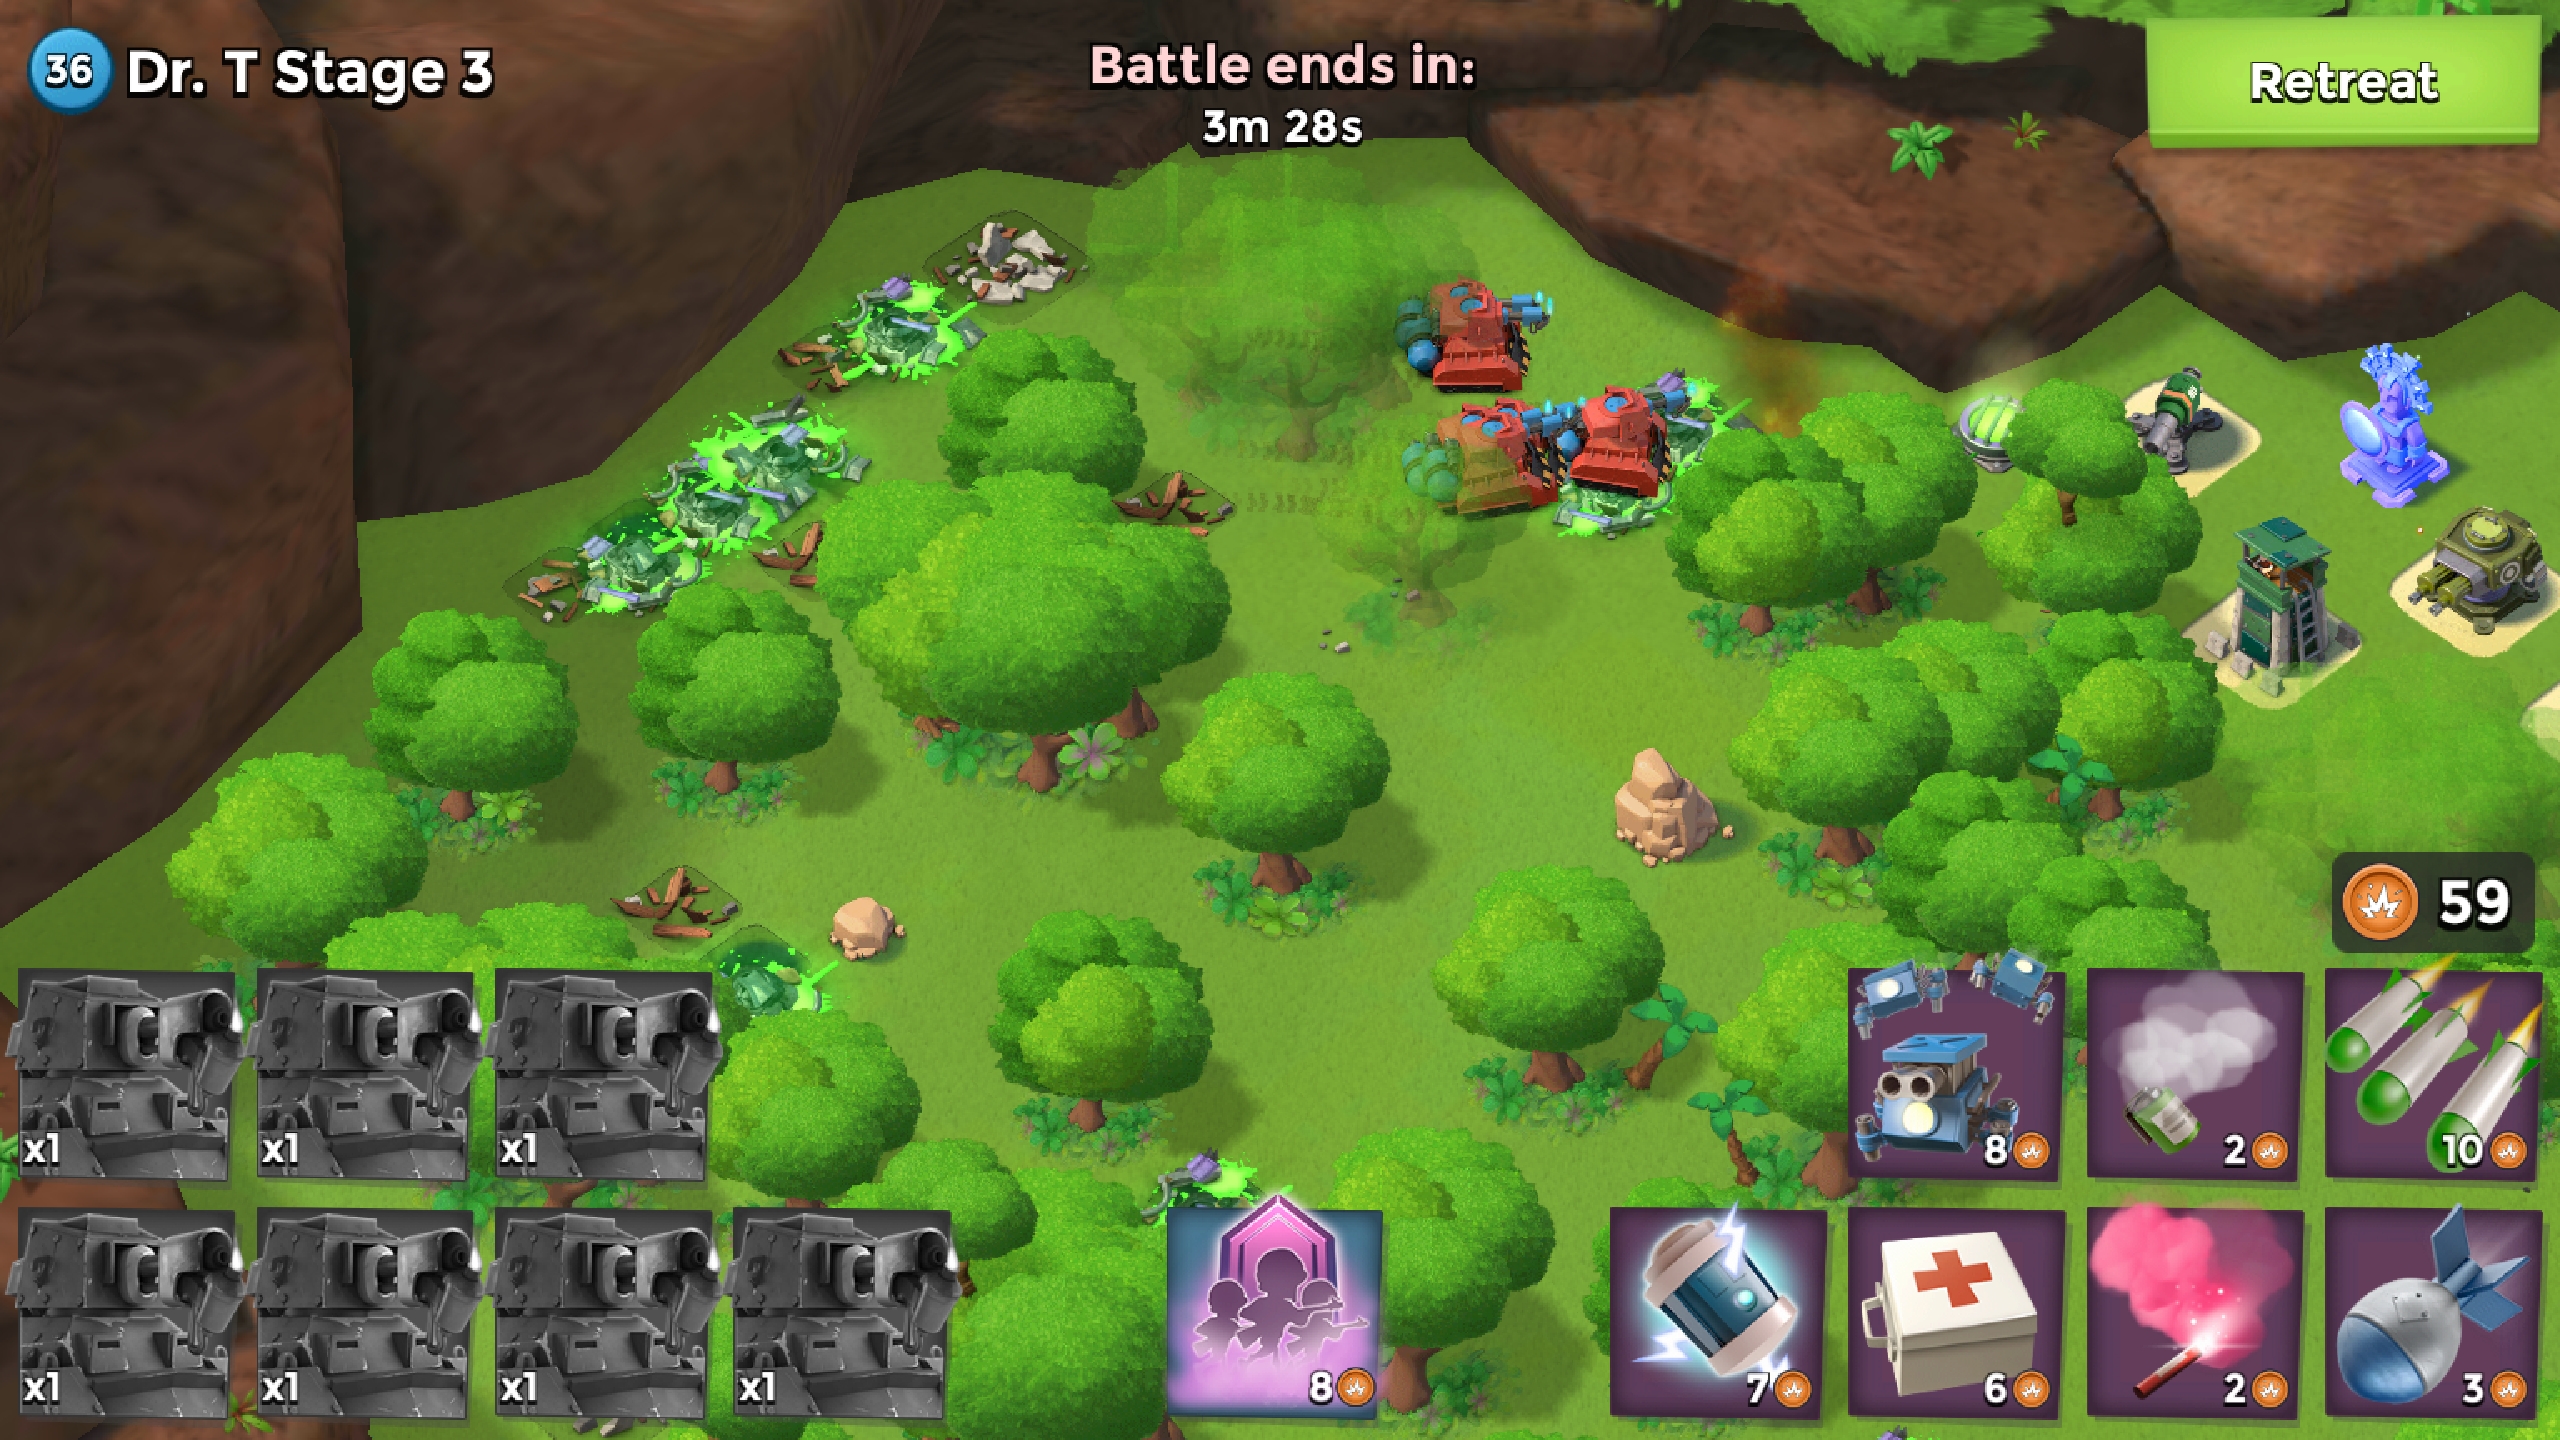 36 Dr. T Stage 3
Battle ends in:
3m 28s
Retreat
59
x1 x1 x1
8 2 10
x1 x1 x1 x1
8
7 6 2 3